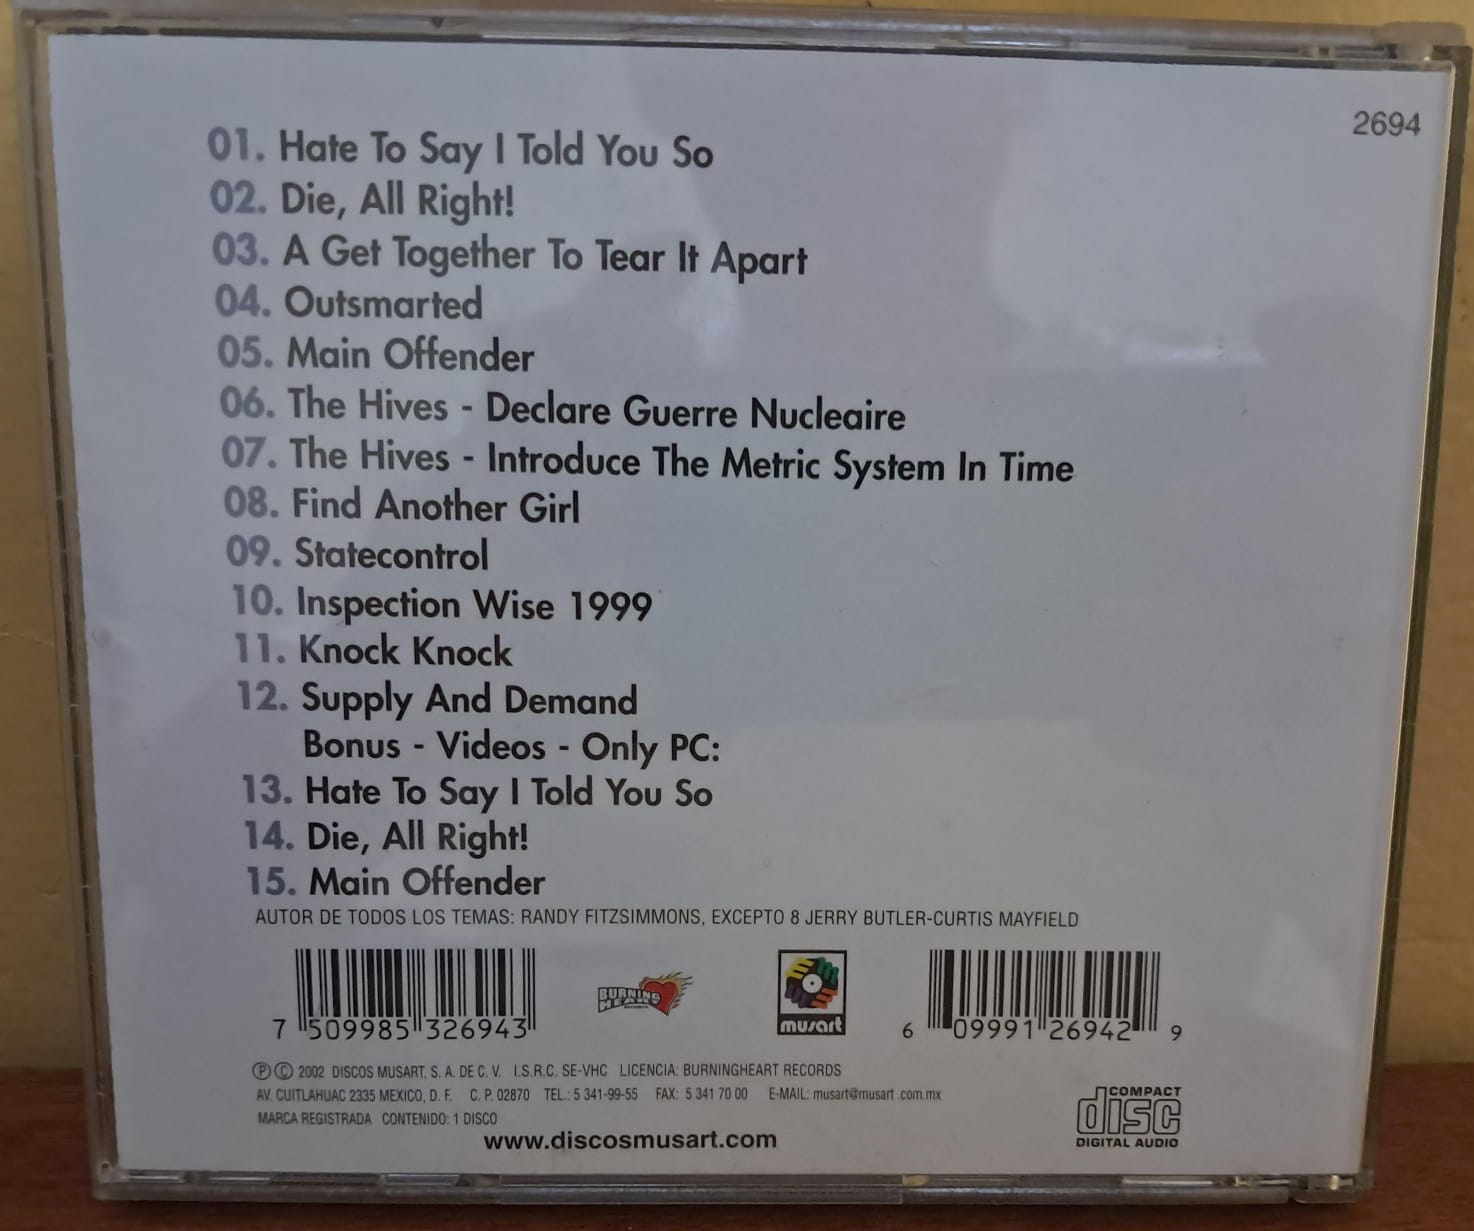 2694
01. Hate To Say I Told You So
02. Die, All Right!
03. A Get Together To Tear It Apart
04. Outsmarted
05. Main Offender
06. The Hives - Declare Guerre Nucleaire
07. The Hives - Introduce The Metric System In Time
08. Find Another Girl
09. Statecontrol
10. Inspection Wise 1999
11. Knock Knock
12. Supply And Demand
Bonus - Videos - Only PC:
13. Hate To Say I Told You So
14. Die, All Right!
15. Main Offender
AUTOR DE TODOS LOS TEMAS: RANDY FITZSIMMONS, EXCEPTO 8 JERRY BUTLER-CURTIS MAYFIELD
7 509985 326943
BURNING HEART
musart
6 09991 26942 9
Ⓟ Ⓒ 2002 DISCOS MUSART, S. A. DE C. V. I.S.R.C. SE-VHC LICENCIA: BURNINGHEART RECORDS
AV. CUITLAHUAC 2335 MEXICO, D. F. C. P. 02870 TEL.: 5 341-99-55 FAX: 5 341 70 00 E-MAIL: musart@musart .com.mx
MARCA REGISTRADA CONTENIDO: 1 DISCO
www.discosmusart.com
COMPACT
disc
DIGITAL AUDIO